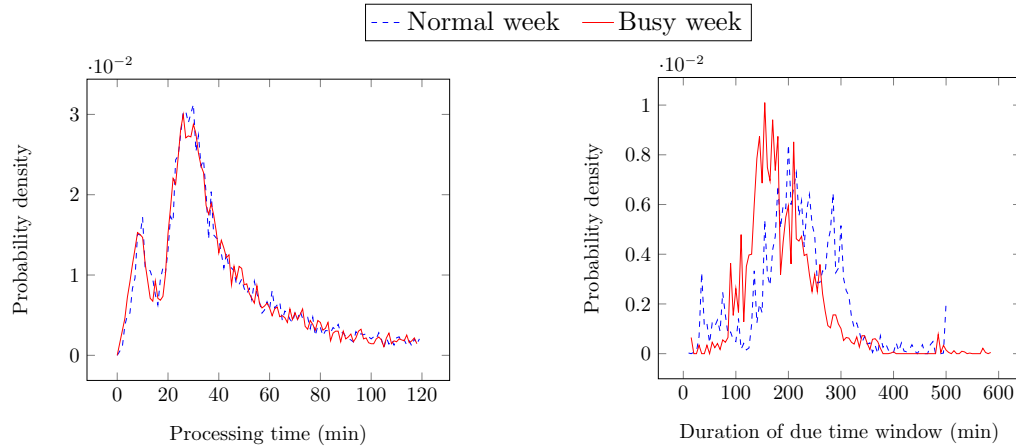 Normal week Busy week
·10^-2
3
2
1
0
0 20 40 60 80 100 120
Processing time (min)
Probability density
·10^-2
1
0.8
0.6
0.4
0.2
0
0 100 200 300 400 500 600
Duration of due time window (min)
Probability density